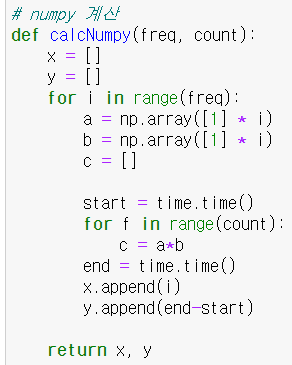 # numpy 계산
def calcNumpy(freq, count):
    x = []
    y = []
    for i in range(freq):
        a = np.array([1] * i)
        b = np.array([1] * i)
        c = []

        start = time.time()
        for f in range(count):
            c = a*b
        end = time.time()
        x.append(i)
        y.append(end-start)

    return x, y